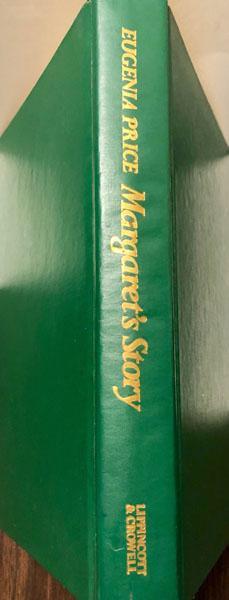 EUGENIA PRICE Margaret's Story
LIPPINCOTT
& CROWELL